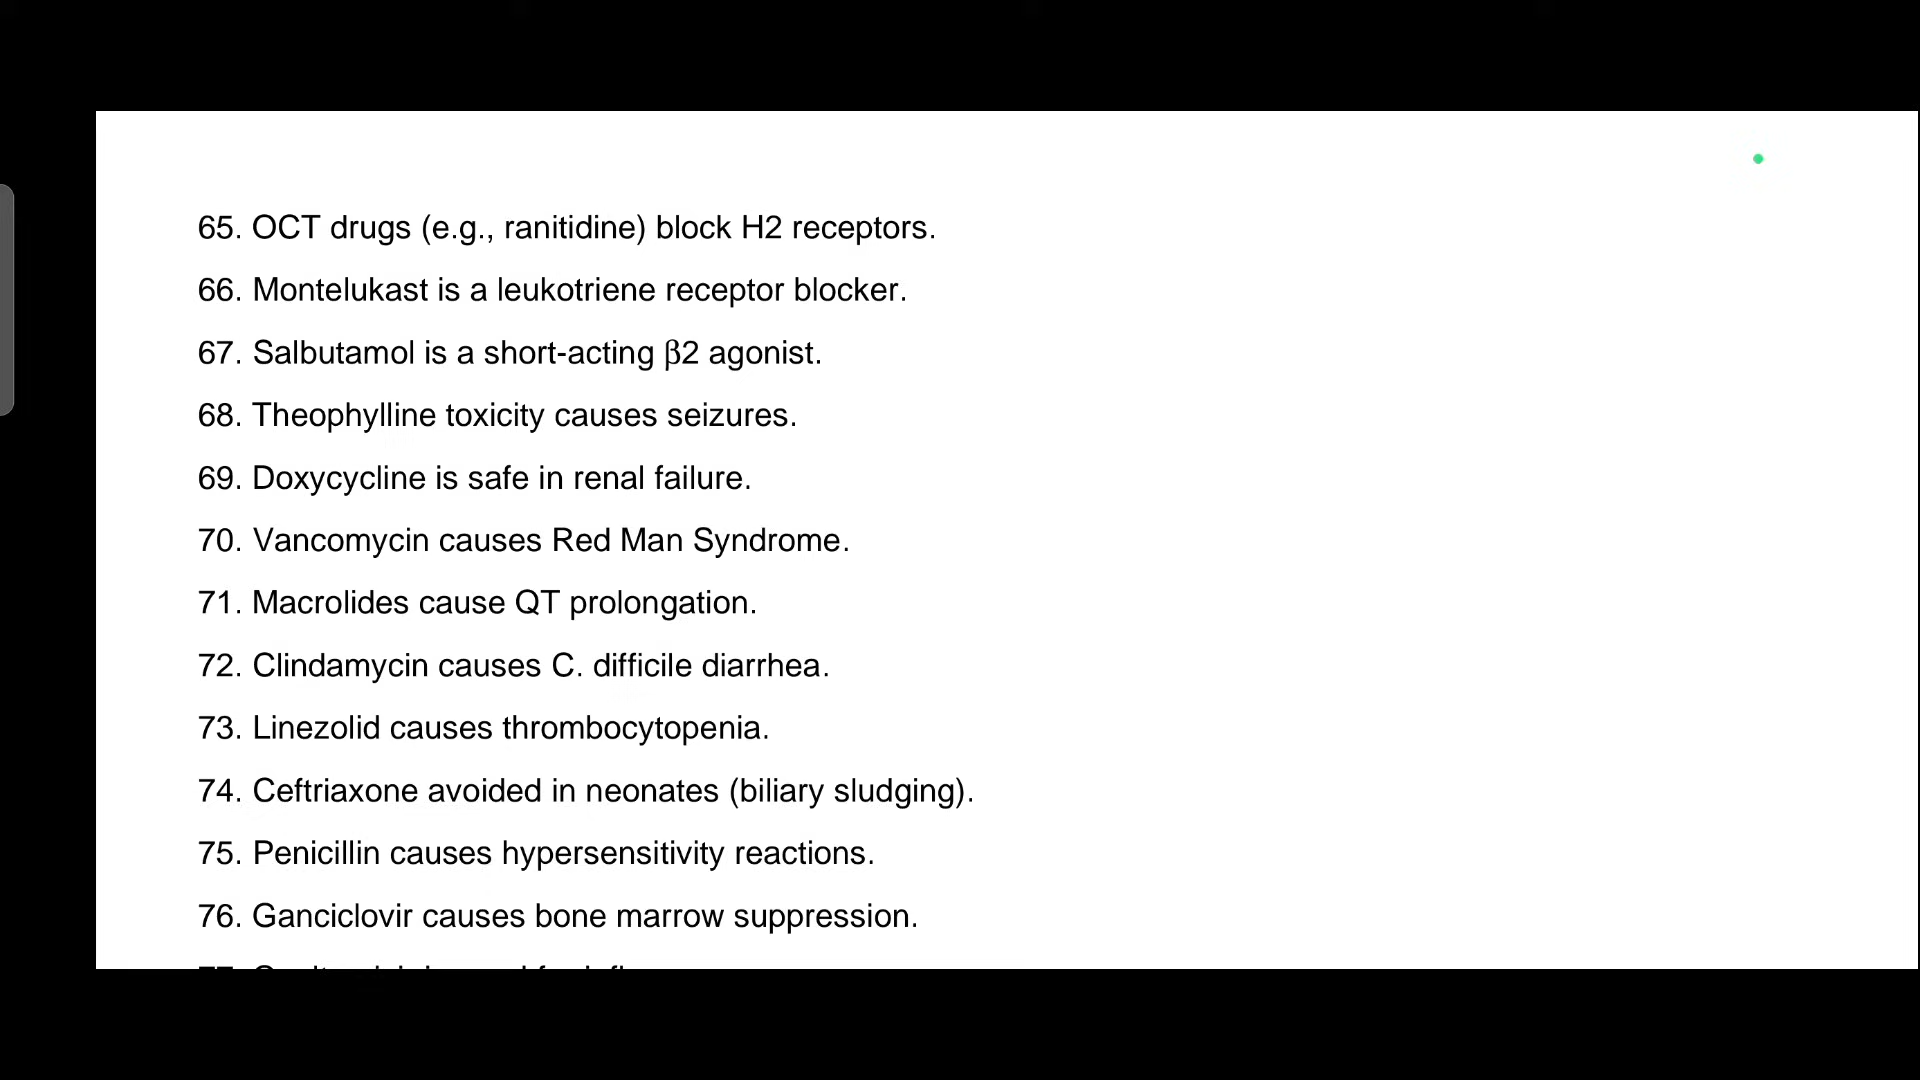 65. OCT drugs (e.g., ranitidine) block H2 receptors.
66. Montelukast is a leukotriene receptor blocker.
67. Salbutamol is a short-acting β2 agonist.
68. Theophylline toxicity causes seizures.
69. Doxycycline is safe in renal failure.
70. Vancomycin causes Red Man Syndrome.
71. Macrolides cause QT prolongation.
72. Clindamycin causes C. difficile diarrhea.
73. Linezolid causes thrombocytopenia.
74. Ceftriaxone avoided in neonates (biliary sludging).
75. Penicillin causes hypersensitivity reactions.
76. Ganciclovir causes bone marrow suppression.